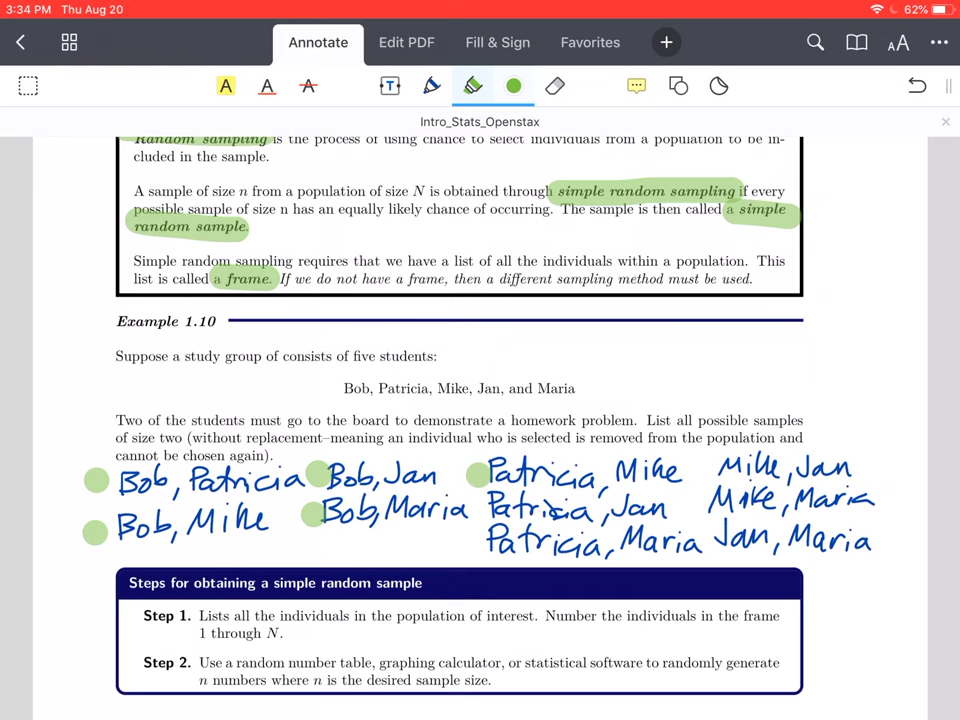 3:34 PM Thu Aug 20 62%
Annotate Edit PDF Fill & Sign Favorites AA
A A A T
Intro_Stats_Openstax
Random sampling is the process of using chance to select individuals from a population to be in-
cluded in the sample.
A sample of size n from a population of size N is obtained through simple random sampling if every
possible sample of size n has an equally likely chance of occurring. The sample is then called a simple
random sample.
Simple random sampling requires that we have a list of all the individuals within a population. This
list is called a frame. If we do not have a frame, then a different sampling method must be used.
Example 1.10
Suppose a study group of consists of five students:
Bob, Patricia, Mike, Jan, and Maria
Two of the students must go to the board to demonstrate a homework problem. List all possible samples
of size two (without replacement–meaning an individual who is selected is removed from the population and
cannot be chosen again).
Bob, Patricia Bob, Jan Patricia, Mike Mike, Jan
Bob, Mike Bob, Maria Patricia, Jan Mike, Maria
Patricia, Maria Jan, Maria
Steps for obtaining a simple random sample
Step 1. Lists all the individuals in the population of interest. Number the individuals in the frame
1 through N.
Step 2. Use a random number table, graphing calculator, or statistical software to randomly generate
n numbers where n is the desired sample size.